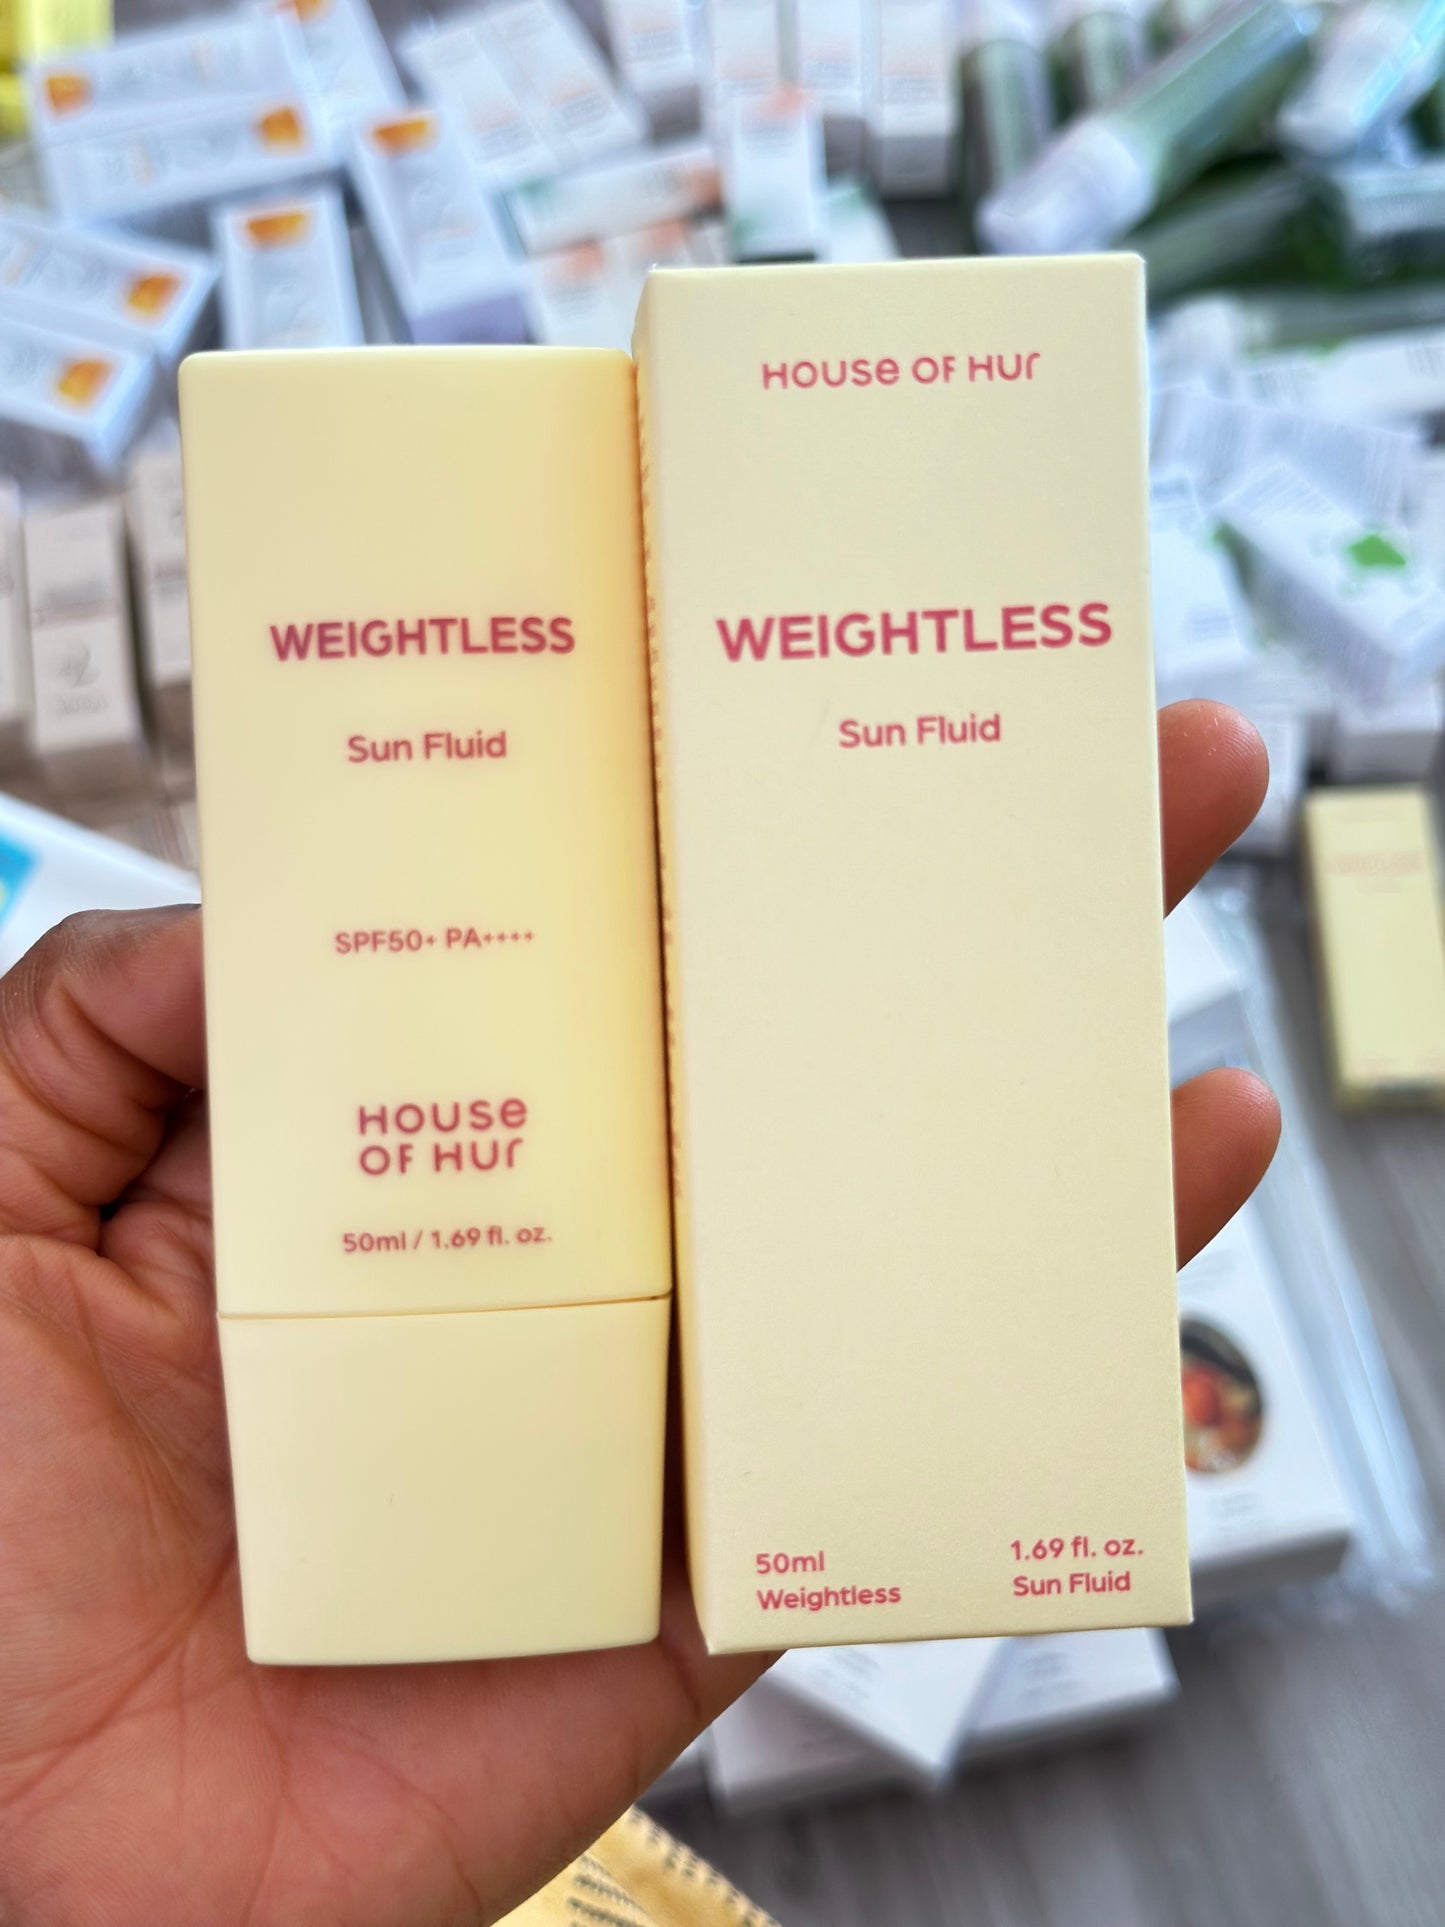 WEIGHTLESS
Sun Fluid
SPF50+ PA++++
HOUSE
OF HUR
50ml / 1.69 fl. oz.
HOUSE OF HUR
WEIGHTLESS
Sun Fluid
50ml
Weightless
1.69 fl. oz.
Sun Fluid